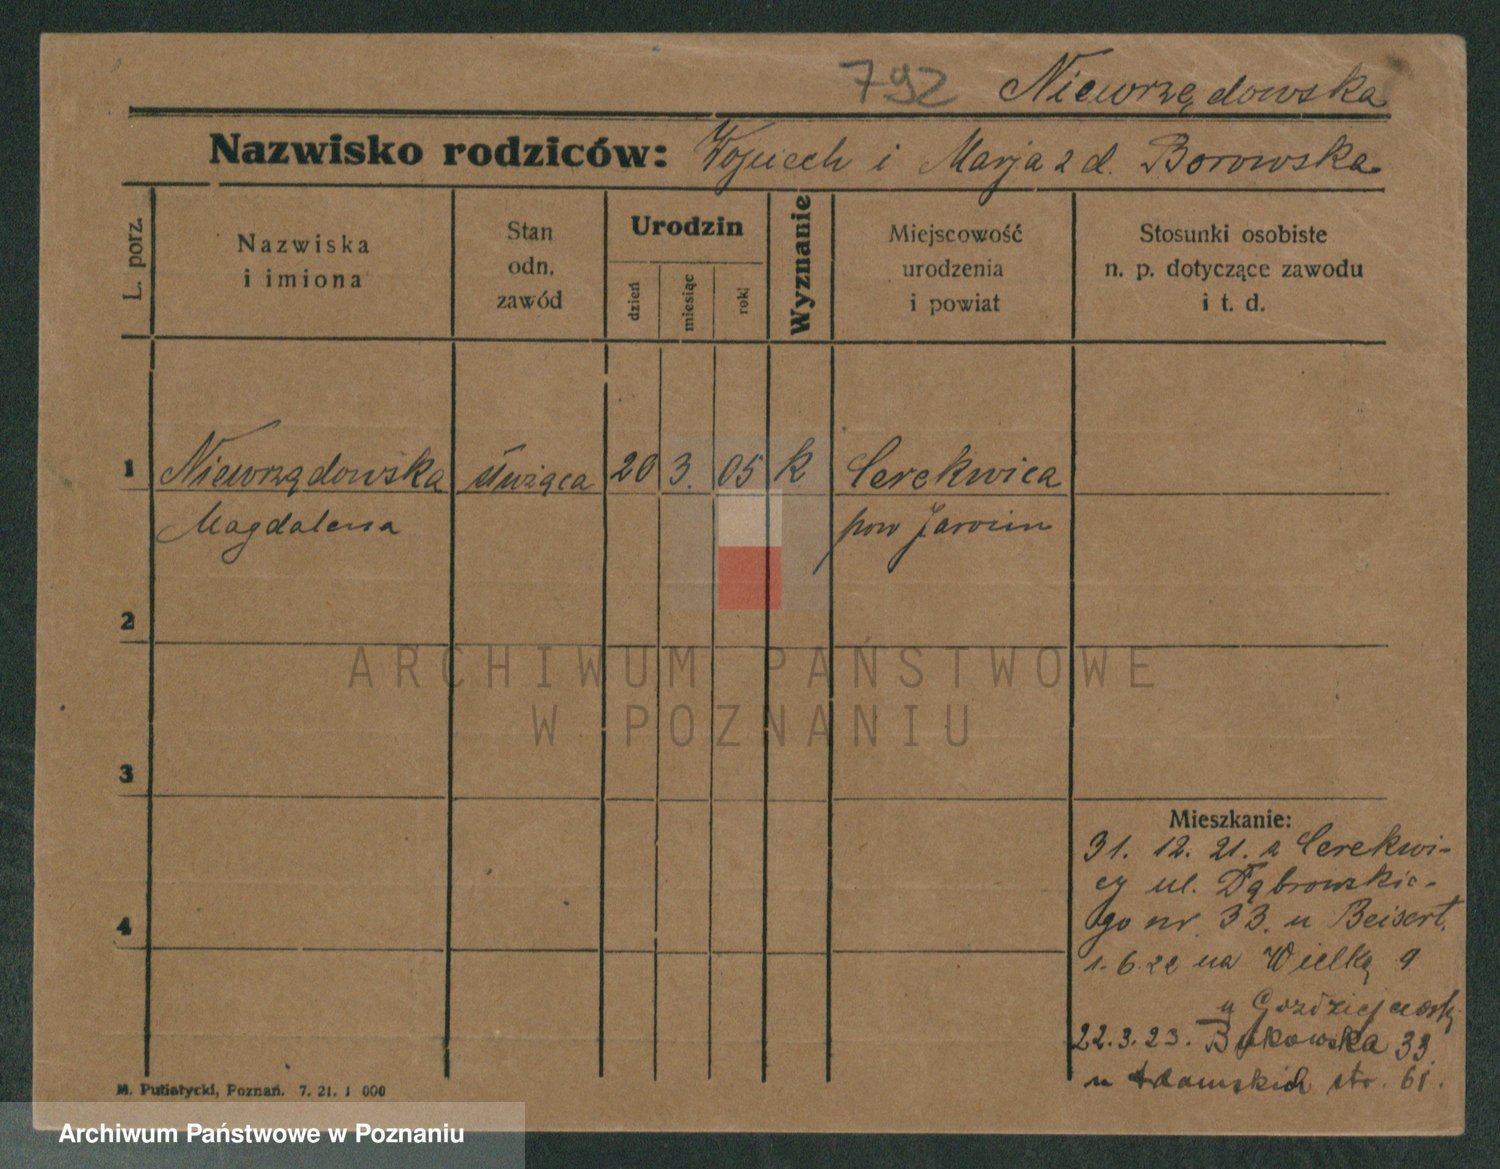 792 Niewrzędowska
Nazwisko rodziców: Wojciech i Marja z d. Borowska
L. porz.
Nazwiska
i imiona
Stan
odn.
zawód
Urodzin
dzień
miesiąc
rok
Wyznanie
Miejscowość
urodzenia
i powiat
Stosunki osobiste
n. p. dotyczące zawodu
i t. d.
1 Niewrzędowska służąca 20 3. 05 k Cerekwica
Magdalena pow Jarocin
2
ARCHIWUM PAŃSTWOWE
W POZNANIU
3
Mieszkanie:
31. 12. 21. z Cerekwi-
cy ul. Dąbrowskie-
4
go nr. 33. u Beisert.
1. 6. 22 na Wielką 9
u
22. 3. 23. Bukowska 33
u Adamskich str. 61.
M. Putiatycki, Poznań. 7. 21. 1 000
Archiwum Państwowe w Poznaniu